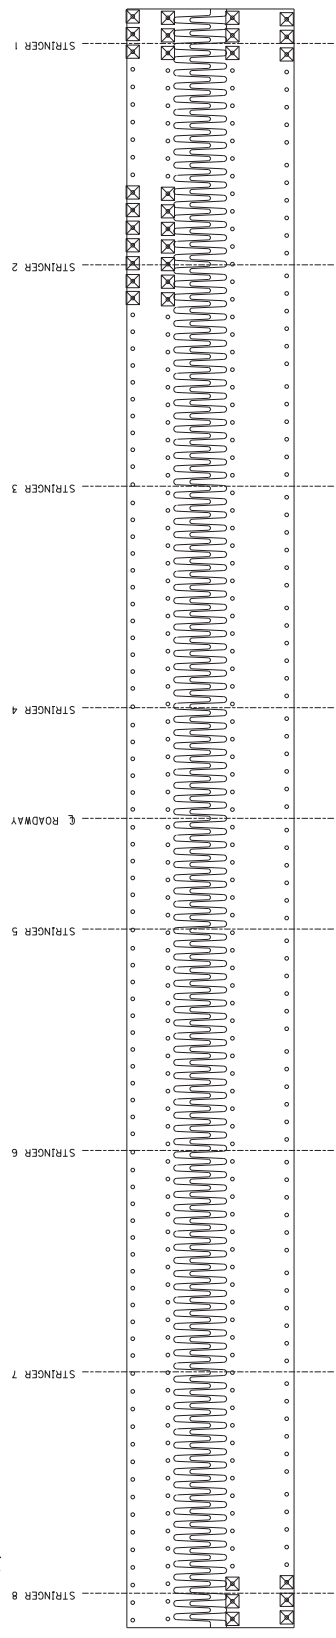 STRINGER 1
STRINGER 2
STRINGER 3
STRINGER 4
℄ ROADWAY
STRINGER 5
STRINGER 6
STRINGER 7
STRINGER 8